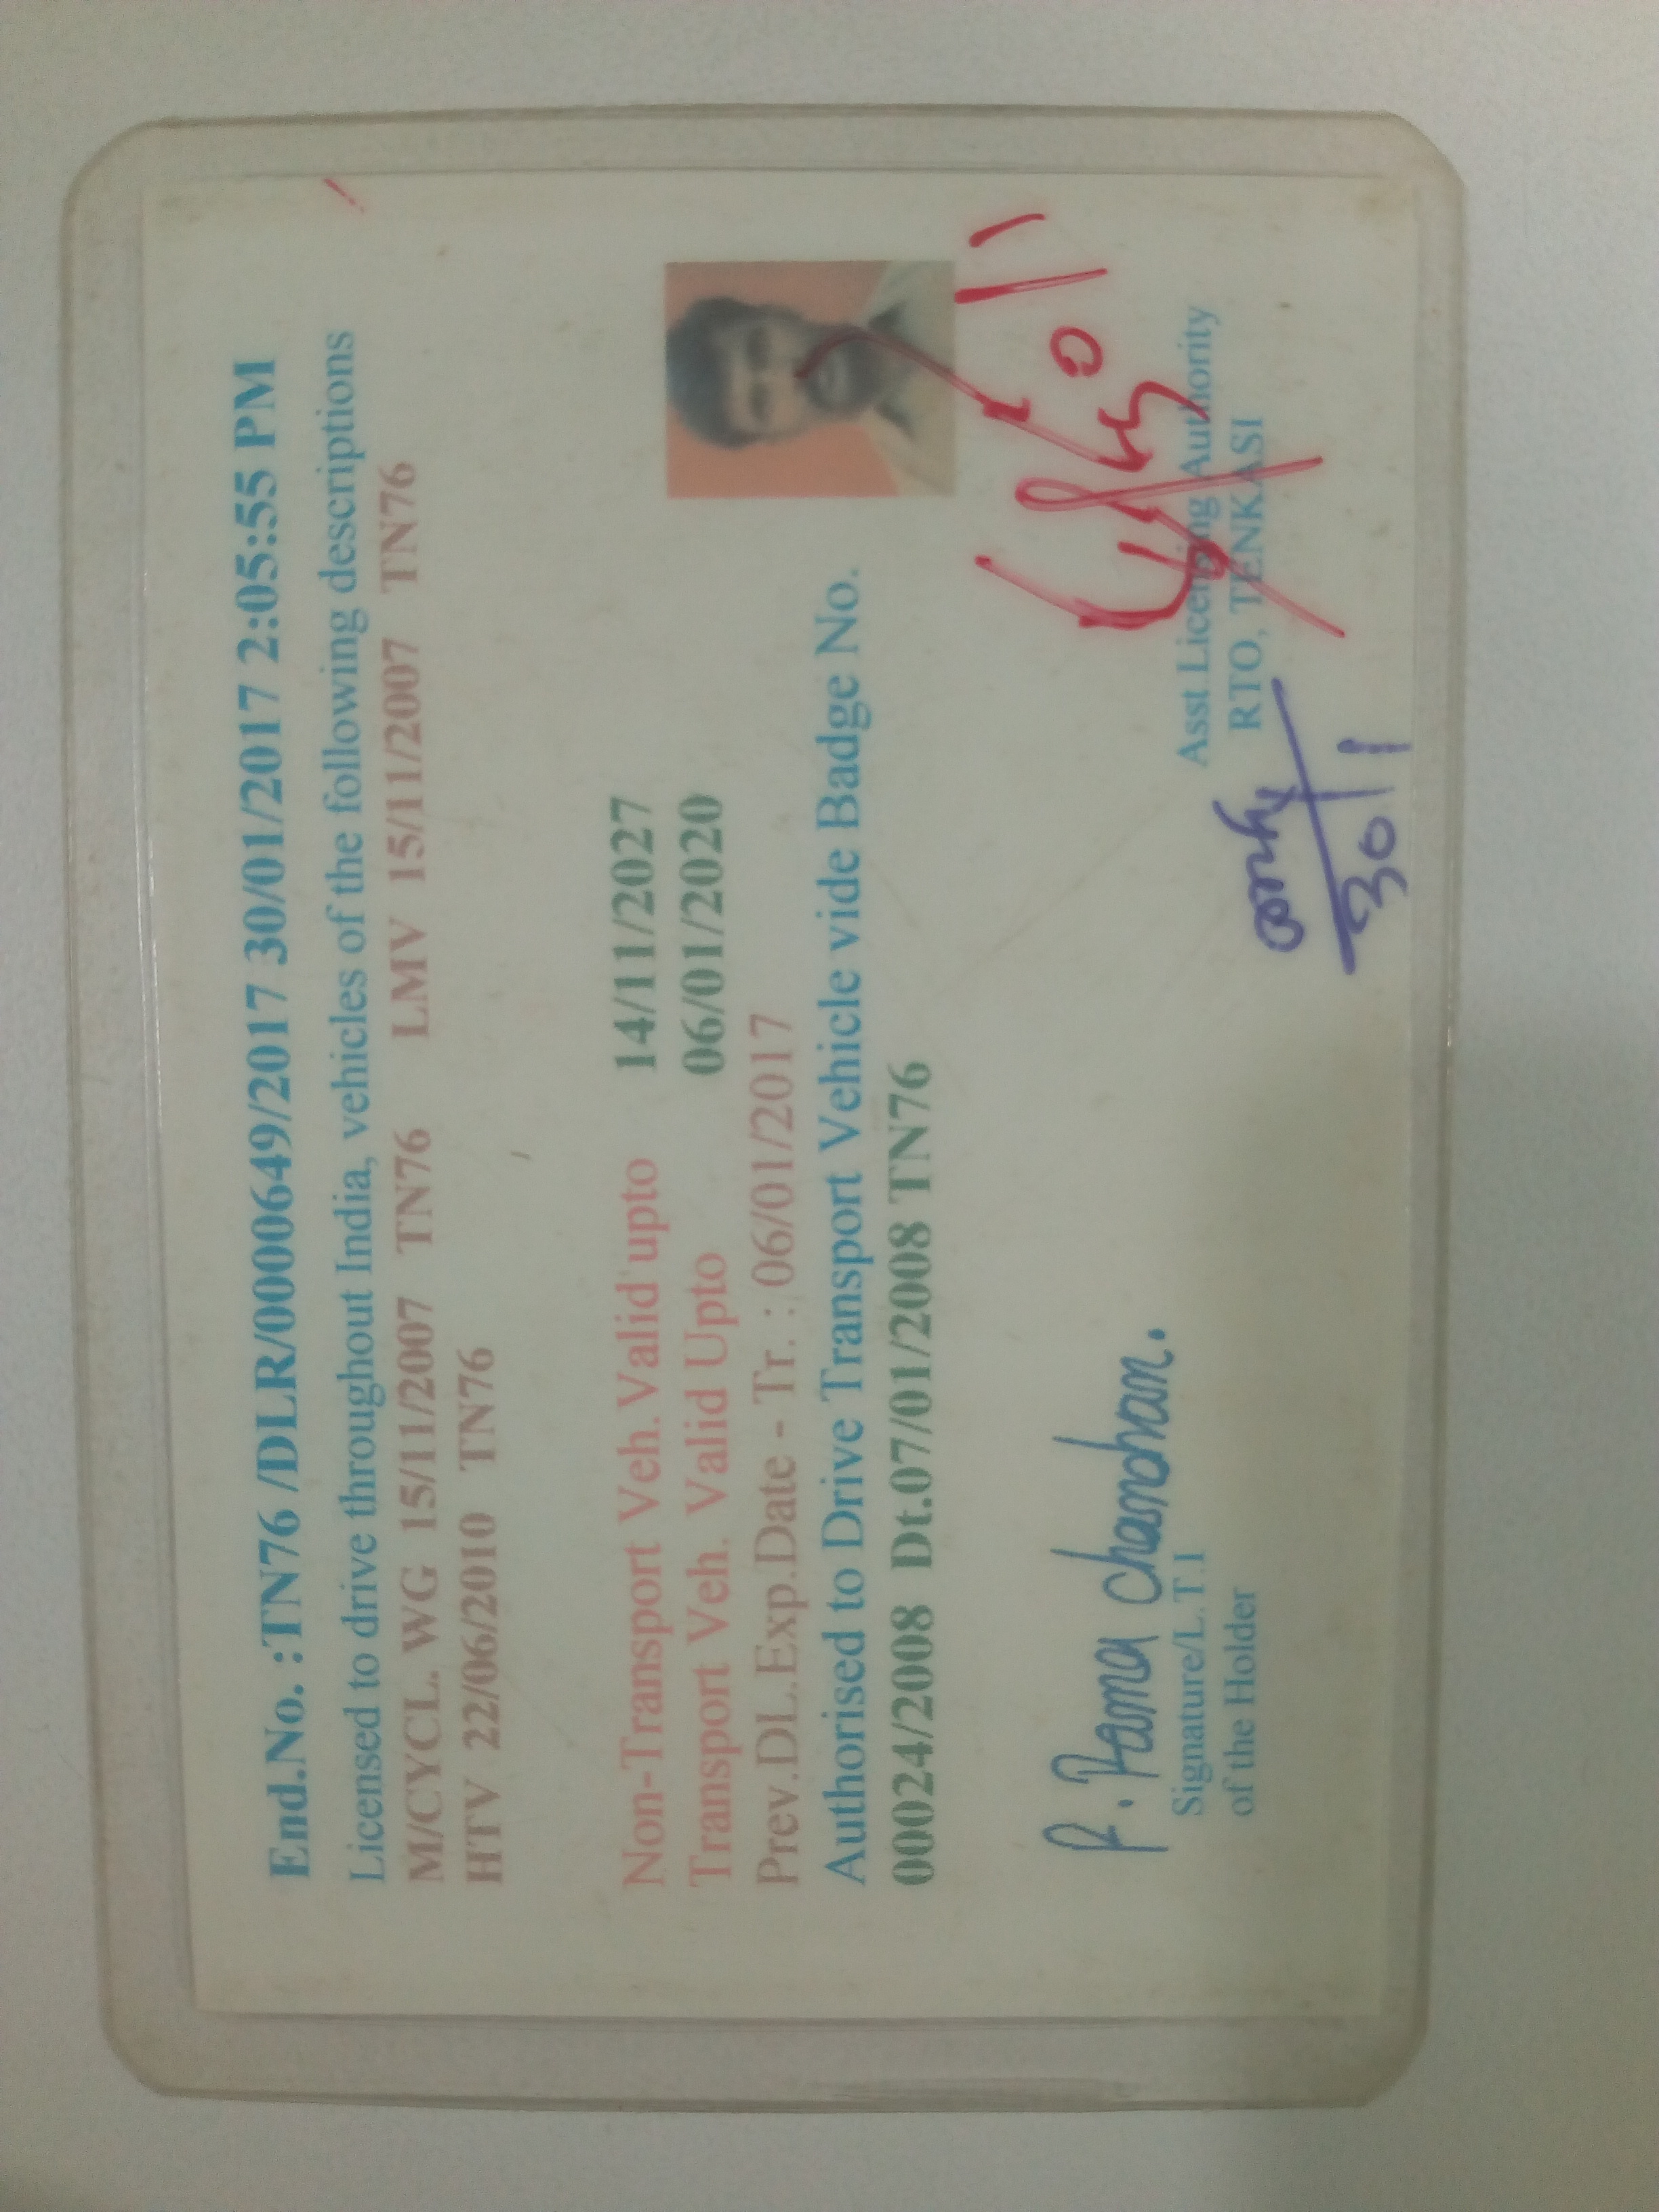 End.No. :TN76 /DLR/0000649/2017 30/01/2017 2:05:55 PM
Licensed to drive throughout India, vehicles of the following descriptions
M/CYCL. WG 15/11/2007 TN76 LMV 15/11/2007 TN76
HTV 22/06/2010 TN76
Non-Transport Veh.Valid upto 14/11/2027
Transport Veh. Valid Upto 06/01/2020
Prev.DL.Exp.Date - Tr. : 06/01/2017
Authorised to Drive Transport Vehicle vide Badge No.
00024/2008 Dt.07/01/2008 TN76
P. Rama chandran.
Signature/L.T.I
of the Holder
Asst Licensing Authority
RTO, TENKASI
30/1